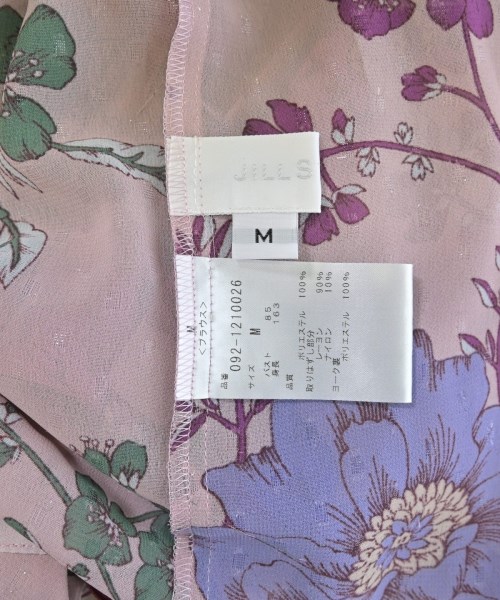 JILL S
M
M
<ブラウス>
品番
092-1210026
サイズ M
バスト 85
身長 163
品質
ポリエステル 100%
取りはずし部分
レーヨン 90%
ナイロン 10%
ヨーク裏
ポリエステル 100%